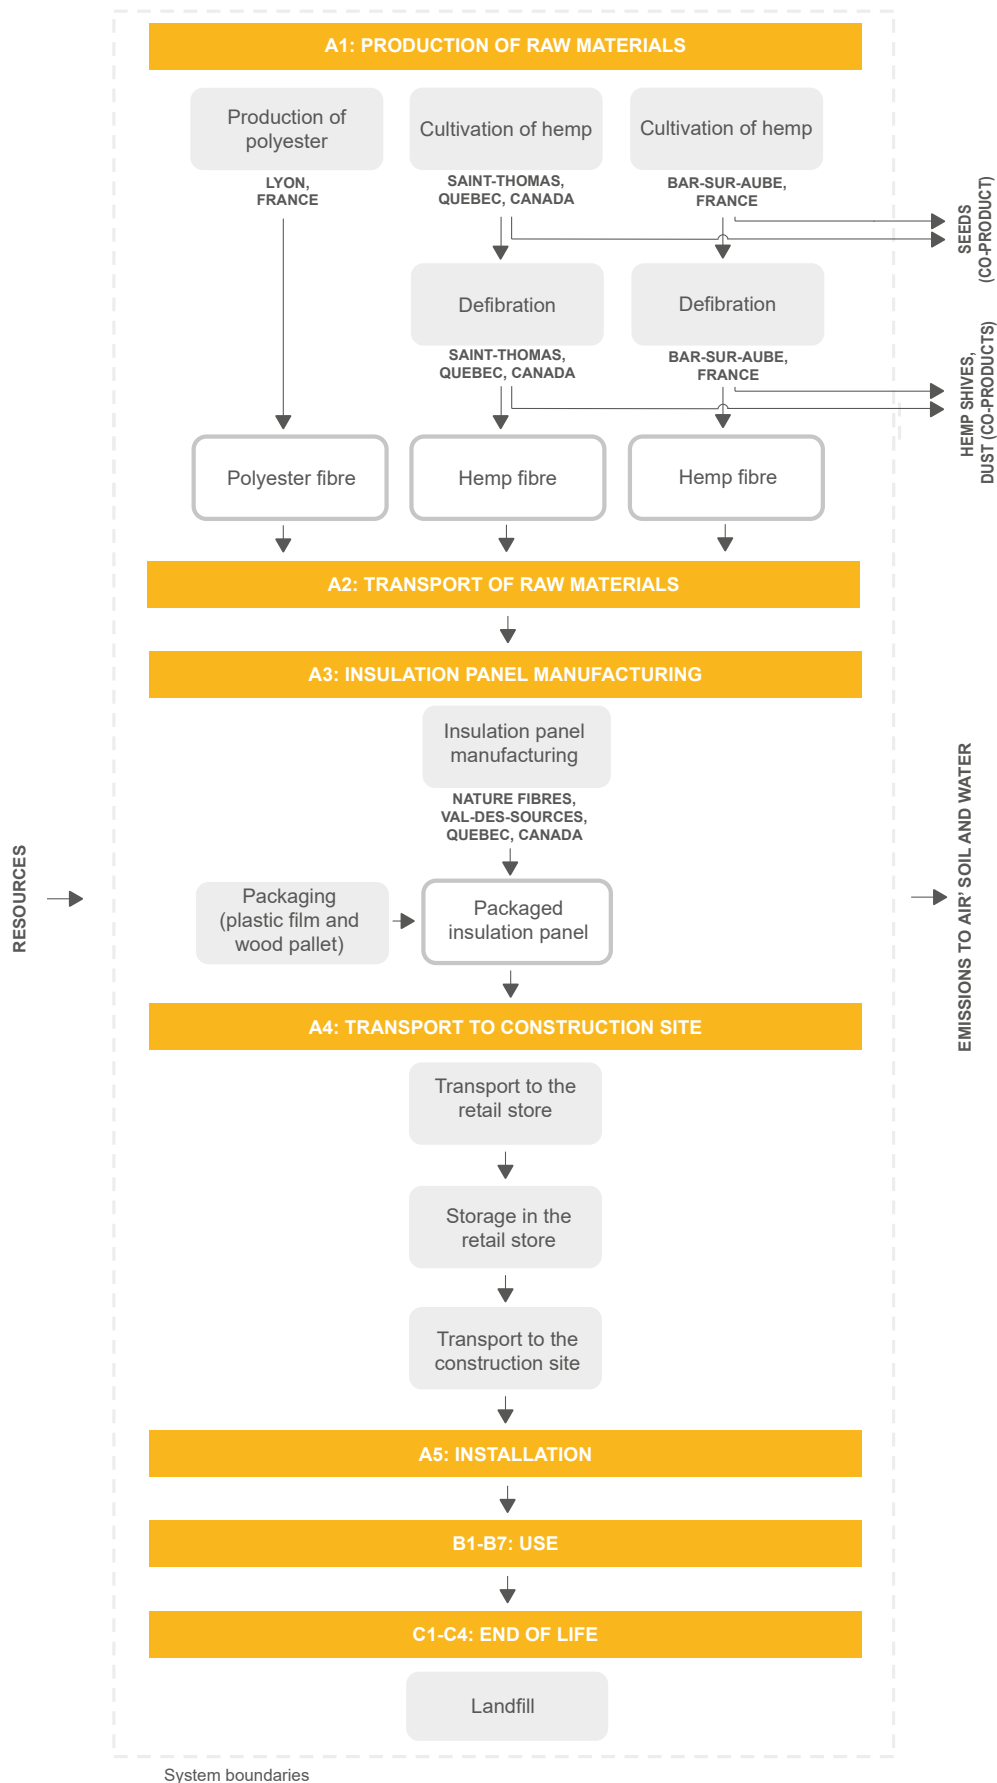 A1: PRODUCTION OF RAW MATERIALS
Production of
polyester
Cultivation of hemp
Cultivation of hemp
LYON,
FRANCE
SAINT-THOMAS,
QUEBEC, CANADA
BAR-SUR-AUBE,
FRANCE
SEEDS
(CO-PRODUCT)
Defibration
Defibration
SAINT-THOMAS,
QUEBEC, CANADA
BAR-SUR-AUBE,
FRANCE
HEMP SHIVES,
DUST (CO-PRODUCTS)
Polyester fibre
Hemp fibre
Hemp fibre
A2: TRANSPORT OF RAW MATERIALS
A3: INSULATION PANEL MANUFACTURING
Insulation panel
manufacturing
NATURE FIBRES,
VAL-DES-SOURCES,
QUEBEC, CANADA
RESOURCES
Packaging
(plastic film and
wood pallet)
Packaged
insulation panel
EMISSIONS TO AIR’ SOIL AND WATER
A4: TRANSPORT TO CONSTRUCTION SITE
Transport to the
retail store
Storage in the
retail store
Transport to the
construction site
A5: INSTALLATION
B1-B7: USE
C1-C4: END OF LIFE
Landfill
System boundaries